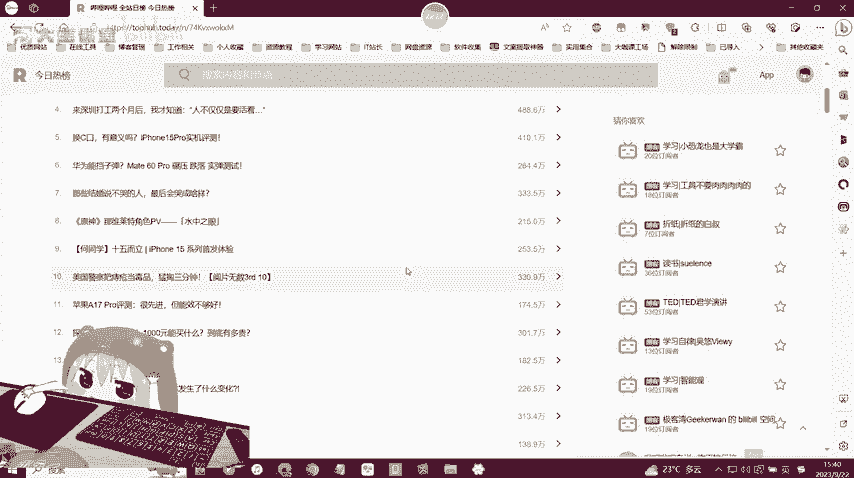 哔哩哔哩 全站日榜 今日热榜
https://tophub.today/n/74KvxwokxM
优质网站
在线工具
博客管理
工作相关
个人收藏
资源教程
学习网站
IT站长
网盘资源
软件收集
文案提取神器
实用集合
大咖课工场
解除限制
已导入
其他收藏夹
今日热榜
搜索内容和节点
App
4. 来深圳打工两个月后，我才知道：“人不仅仅是要活着…” 488.6万
5. 换C口，有意义吗？iPhone15Pro实机评测！ 410.1万
6. 华为能挡子弹？Mate 60 Pro 碾压 跌落 实弹测试！ 264.4万
7. 那些结婚说不哭的人，最后会哭成啥样？ 333.5万
8. 《原神》那维莱特角色PV——「水中之颜」 215.0万
9. 【何同学】十五而立 | iPhone 15 系列首发体验 253.5万
10. 美国警察把痔疮当毒品，猛掏三分钟！【阅片无数3rd 10】 330.9万
11. 苹果A17 Pro评测：很先进，但能效不够好！ 174.5万
12.
1000元能买什么？到底有多贵？ 301.7万
13.
182.5万
发生了什么变化?! 226.5万
313.4万
138.9万
猜你喜欢
学习|小恐龙也是大学霸
20位订阅者
学习|工具不要肉肉肉肉的
18位订阅者
折纸|折纸的白叔
7位订阅者
读书|suelence
36位订阅者
TED|TED君学演讲
53位订阅者
学习自律|吴悠Viewy
13位订阅者
学习|智能路
19位订阅者
极客湾Geekerwan 的 bilibili 空间
19位订阅者
搜索
23°C 多云
英
15:40
2023/9/22